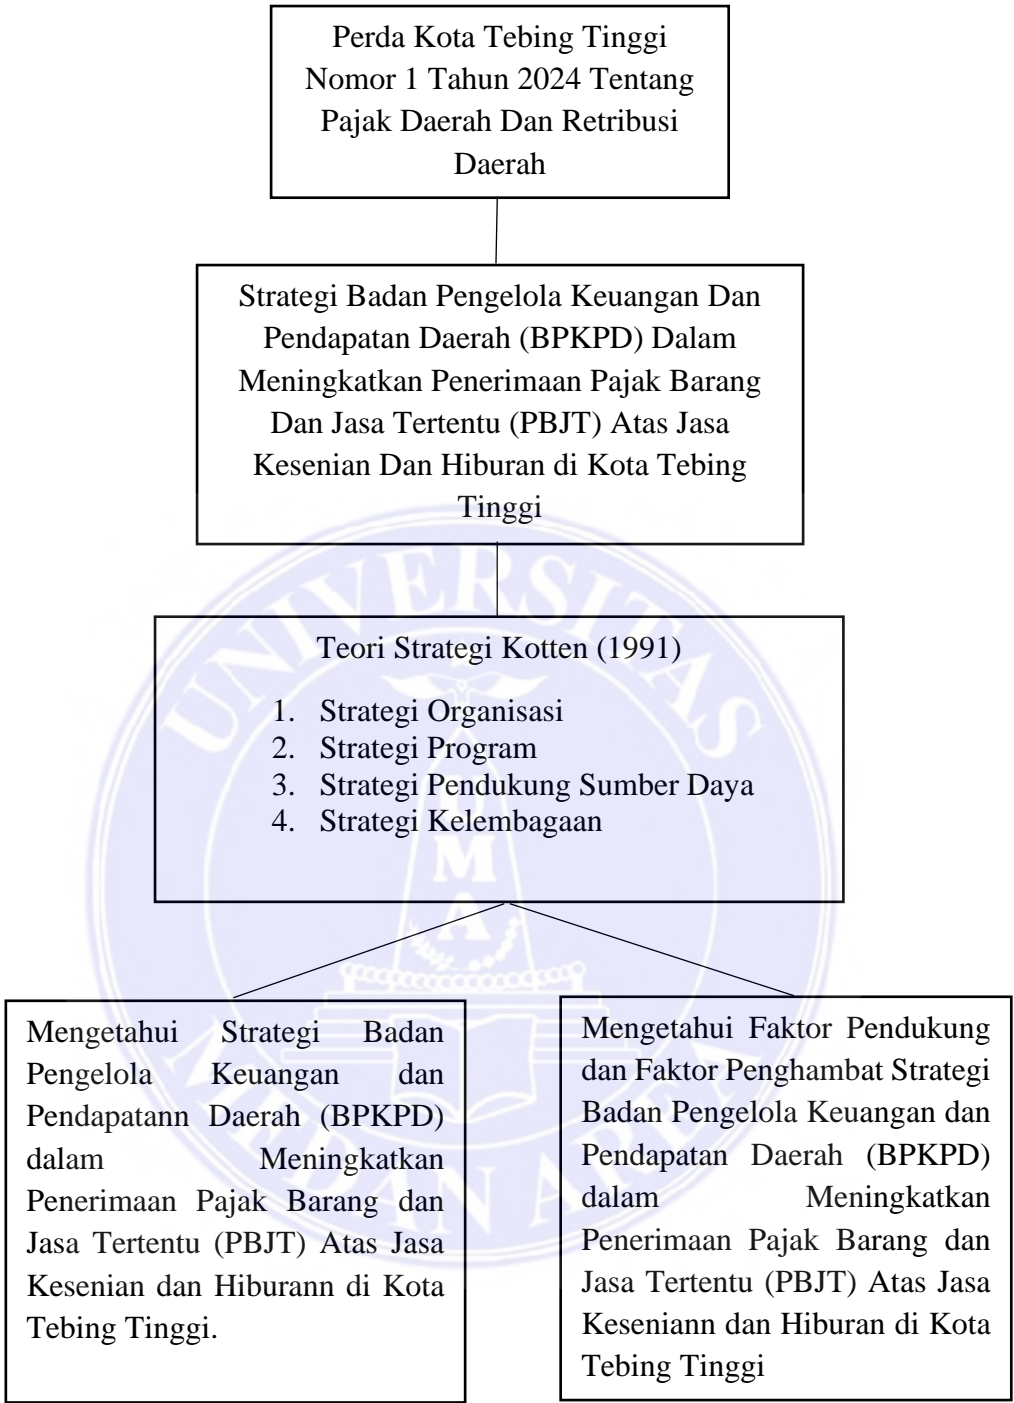 Perda Kota Tebing Tinggi
Nomor 1 Tahun 2024 Tentang
Pajak Daerah Dan Retribusi
Daerah
Strategi Badan Pengelola Keuangan Dan
Pendapatan Daerah (BPKPD) Dalam
Meningkatkan Penerimaan Pajak Barang
Dan Jasa Tertentu (PBJT) Atas Jasa
Kesenian Dan Hiburan di Kota Tebing
Tinggi
Teori Strategi Kotten (1991)
1. Strategi Organisasi
2. Strategi Program
3. Strategi Pendukung Sumber Daya
4. Strategi Kelembagaan
Mengetahui Strategi Badan
Pengelola Keuangan dan
Pendapatann Daerah (BPKPD)
dalam Meningkatkan
Penerimaan Pajak Barang dan
Jasa Tertentu (PBJT) Atas Jasa
Kesenian dan Hiburann di Kota
Tebing Tinggi.
Mengetahui Faktor Pendukung
dan Faktor Penghambat Strategi
Badan Pengelola Keuangan dan
Pendapatan Daerah (BPKPD)
dalam Meningkatkan
Penerimaan Pajak Barang dan
Jasa Tertentu (PBJT) Atas Jasa
Keseniann dan Hiburan di Kota
Tebing Tinggi
UNIVERSITAS
UMA
MEDAN AREA